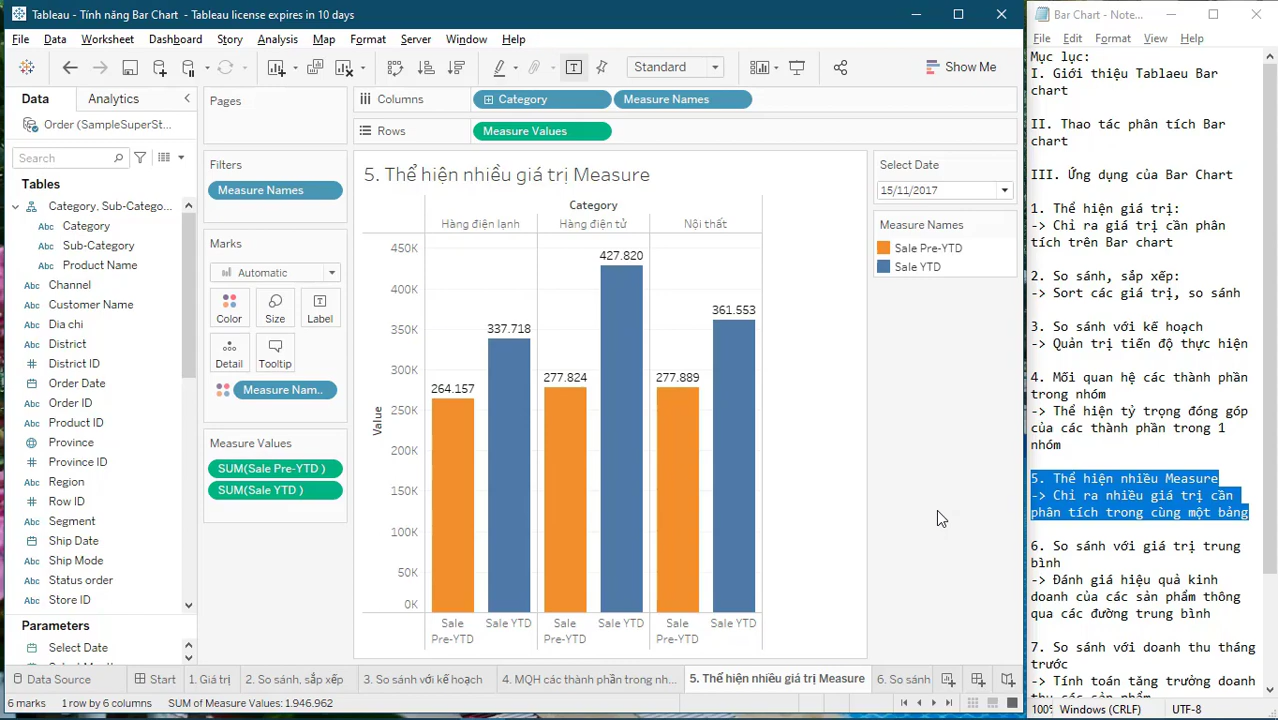 Tableau - Tính năng Bar Chart - Tableau license expires in 10 days
File Data Worksheet Dashboard Story Analysis Format Server Window Help
Standard
Show Me
Data Analytics
Order (SampleSuperSt...
Search
Tables
Category, Sub-Catego...
Abc Category
Abc Sub-Category
Abc Product Name
Abc Channel
Abc Customer Name
Abc Dia chi
Abc District
# District ID
Order Date
Abc Order ID
Abc Product ID
Province
# Province ID
Abc Region
# Row ID
Abc Segment
Ship Date
Abc Ship Mode
Abc Status order
# Store ID
Parameters
Select Date
Pages
Filters
Measure Names
Marks
Automatic
Color Size Label
Detail Tooltip
Measure Nam..
Measure Values
SUM(Sale Pre-YTD )
SUM(Sale YTD )
Columns Category Measure Names
Rows Measure Values
5. Thể hiện nhiều giá trị Measure
Category
Hàng điện lạnh Hàng điện tử Nội thất
450K
400K
350K
300K
250K
200K
150K
100K
50K
0K
Value
264.157 337.718 277.824 427.820 277.889 361.553
Sale Pre-YTD Sale YTD Sale Pre-YTD Sale YTD Sale Pre-YTD Sale YTD
Select Date
15/11/2017
Measure Names
Sale Pre-YTD
Sale YTD
Data Source Start 1. Giá trị 2. So sánh, sắp xếp 3. So sánh với kế hoạch 4. MQH các thành phần trong nh... 5. Thể hiện nhiều giá trị Measure 6. So sánh
6 marks 1 row by 6 columns
Bar Chart - Note...
File Edit Format View Help
Mục lục:
I. Giới thiệu Tablaeu Bar
chart
II. Thao tác phân tích Bar
chart
III. Ứng dụng của Bar Chart
1. Thể hiện giá trị:
-> Chỉ ra giá trị cần phân
tích trên Bar chart
2. So sánh, sắp xếp:
-> Sort các giá trị, so sánh
3. So sánh với kế hoạch
-> Quản trị tiến độ thực hiện
4. Mối quan hệ các thành phần
trong nhóm
-> Thể hiện tỷ trọng đóng góp
của các thành phần trong 1
nhóm
5. Thể hiện nhiều Measure
-> Chỉ ra nhiều giá trị cần
phân tích trong cùng một bảng
6. So sánh với giá trị trung
bình
-> Đánh giá hiệu quả kinh
doanh của các sản phẩm thông
qua các đường trung bình
7. So sánh với doanh thu tháng
trước
-> Tính toán tăng trưởng doanh
thu các sản phẩm
100% Windows (CRLF) UTF-8